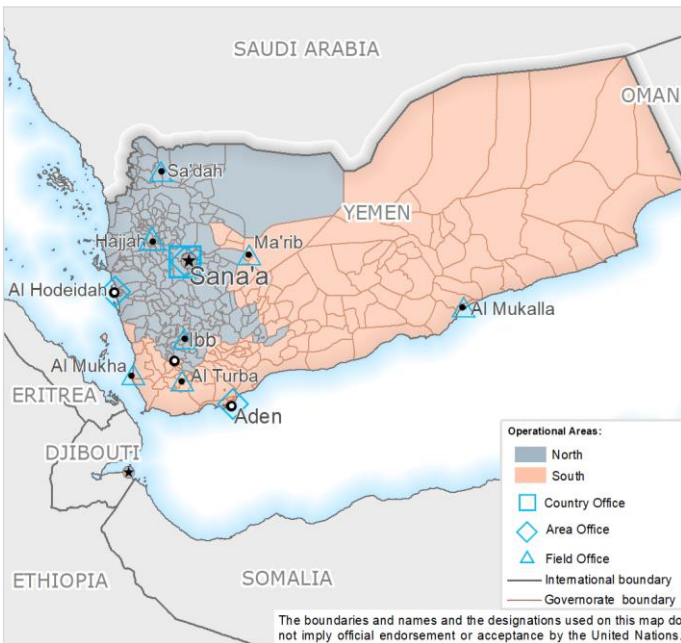 SAUDI ARABIA
OMAN
Sa'dah
YEMEN
Hajjah
Ma'rib
Sana'a
Al Hodeidah
Al Mukalla
Ibb
Al Mukha
Al Turba
ERITREA
Aden
DJIBOUTI
ETHIOPIA
SOMALIA
Operational Areas:
North
South
Country Office
Area Office
Field Office
International boundary
Governorate boundary
The boundaries and names and the designations used on this map do
not imply official endorsement or acceptance by the United Nations.